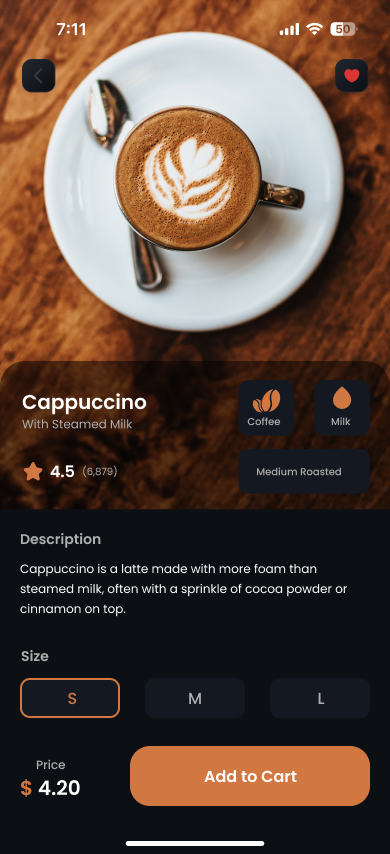 7:11
50
Cappuccino
With Steamed Milk
Coffee
Milk
4.5 (6,879)
Medium Roasted
Description
Cappuccino is a latte made with more foam than
steamed milk, often with a sprinkle of cocoa powder or
cinnamon on top.
Size
S
M
L
Price
$ 4.20
Add to Cart